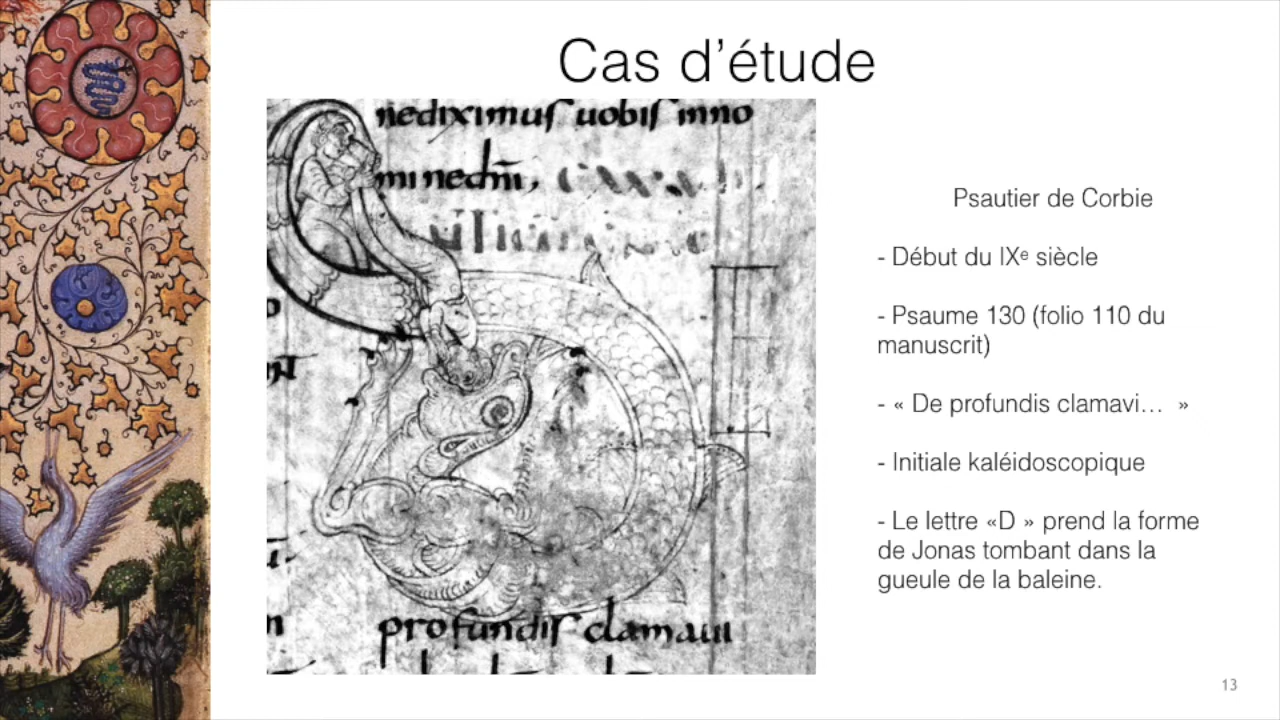 Cas d’étude
nediximus uobis inno
mi nedni,
profundis clamaui
Psautier de Corbie
- Début du IXᵉ siècle
- Psaume 130 (folio 110 du
manuscrit)
- « De profundis clamavi… »
- Initiale kaléidoscopique
- Le lettre «D » prend la forme
de Jonas tombant dans la
gueule de la baleine.
13